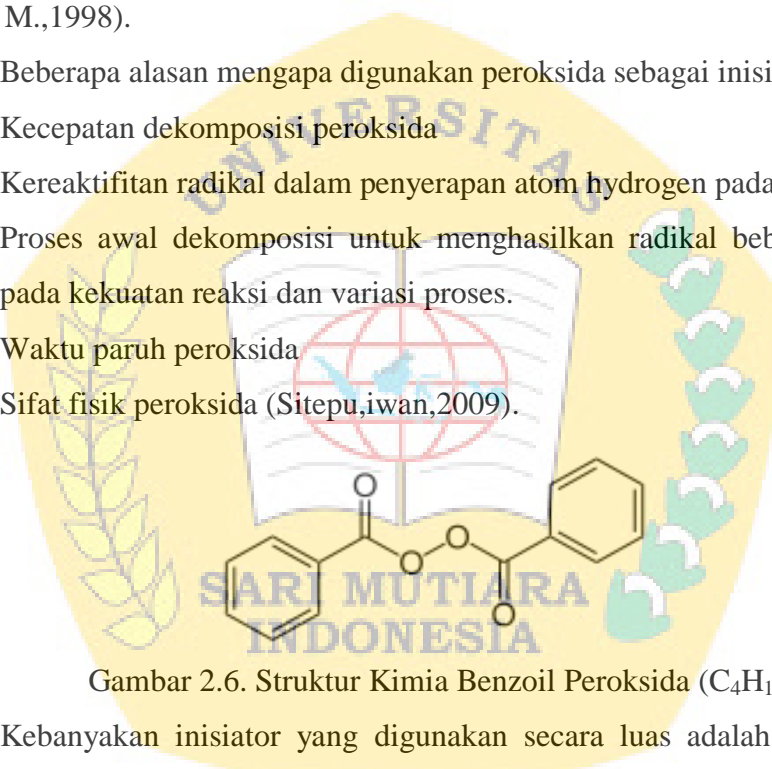 M.,1998).
Beberapa alasan mengapa digunakan peroksida sebagai inisi
Kecepatan dekomposisi peroksida
Kereaktifitan radikal dalam penyerapan atom hydrogen pada
Proses awal dekomposisi untuk menghasilkan radikal beb
pada kekuatan reaksi dan variasi proses.
Waktu paruh peroksida
Sifat fisik peroksida (Sitepu,iwan,2009).
UNIVERSITAS
O
O
O
O
SARI MUTIARA
INDONESIA
Gambar 2.6. Struktur Kimia Benzoil Peroksida (C₄H₁
Kebanyakan inisiator yang digunakan secara luas adalah